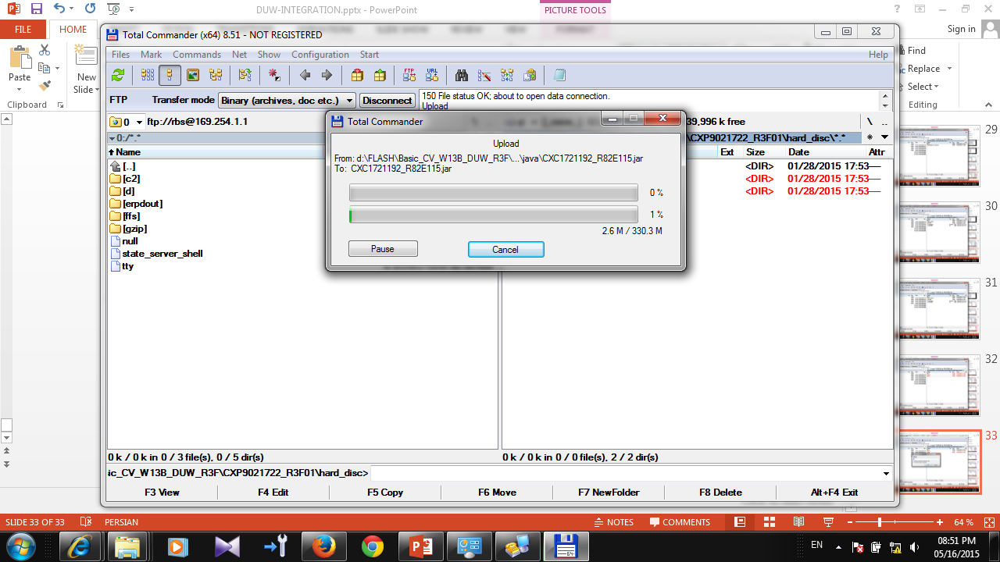 DUW-INTEGRATION.pptx - PowerPoint
PICTURE TOOLS
FILE
HOME
Sign in
Paste
New
Slide
Clipboard
Find
Replace
Select
Editing
Total Commander (x64) 8.51 - NOT REGISTERED
Files Mark Commands Net Show Configuration Start Help
FTP
URL
FTP Transfer mode Binary (archives, doc etc.) Disconnect
150 File status OK; about to open data connection.
Upload
0 ftp://rbs@169.254.1.1
39,996 k free \ ..
0:/*.*
\CXP9021722_R3F01\hard_disc\*.* *
Name
Ext Size Date Attr
[..]
[c2]
[d]
[erpdout]
[ffs]
[gzip]
null
state_server_shell
tty
<DIR> 01/28/2015 17:53 —
<DIR> 01/28/2015 17:53 —
<DIR> 01/28/2015 17:53 —
Total Commander
Upload
To: CXC1721192_R82E115.jar
0 %
1 %
2.6 M / 330.3 M
Pause
Cancel
0 k / 0 k in 0 / 3 file(s), 0 / 5 dir(s)
0 k / 0 k in 0 / 0 file(s), 2 / 2 dir(s)
ic_CV_W13B_DUW_R3F\CXP9021722_R3F01\hard_disc>
F3 View F4 Edit F5 Copy F6 Move F7 NewFolder F8 Delete Alt+F4 Exit
29
30
31
32
33
SLIDE 33 OF 33 PERSIAN NOTES COMMENTS 64 %
EN
08:51 PM
05/16/2015
64